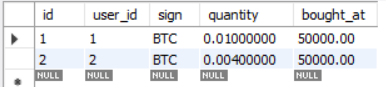 id user_id sign quantity bought_at
1 1 BTC 0.01000000 50000.00
2 2 BTC 0.00400000 50000.00
NULL NULL NULL NULL NULL